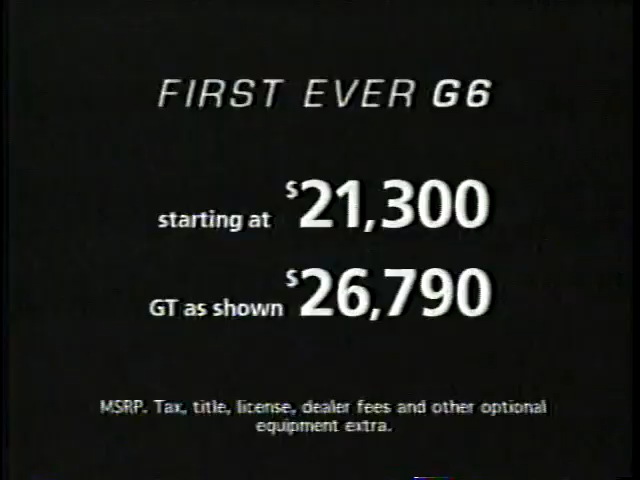 FIRST EVER G6
starting at $21,300
GT as shown $26,790
MSRP. Tax, title, license, dealer fees and other optional
equipment extra.